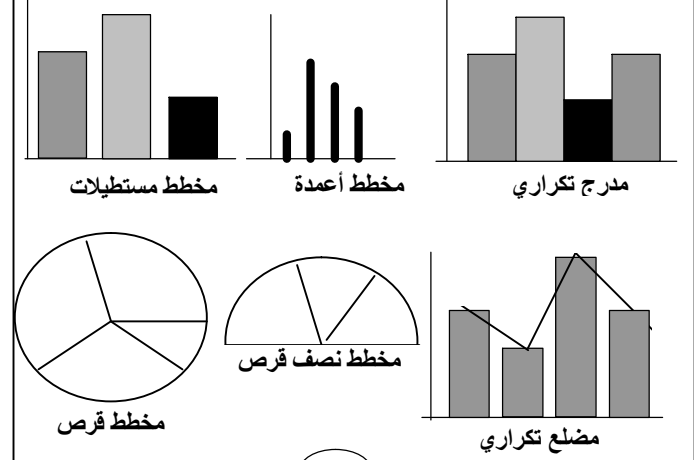 مدرج تكراري
مخطط أعمدة
مخطط مستطيلات
مخطط نصف قرص
مخطط قرص
مضلع تكراري